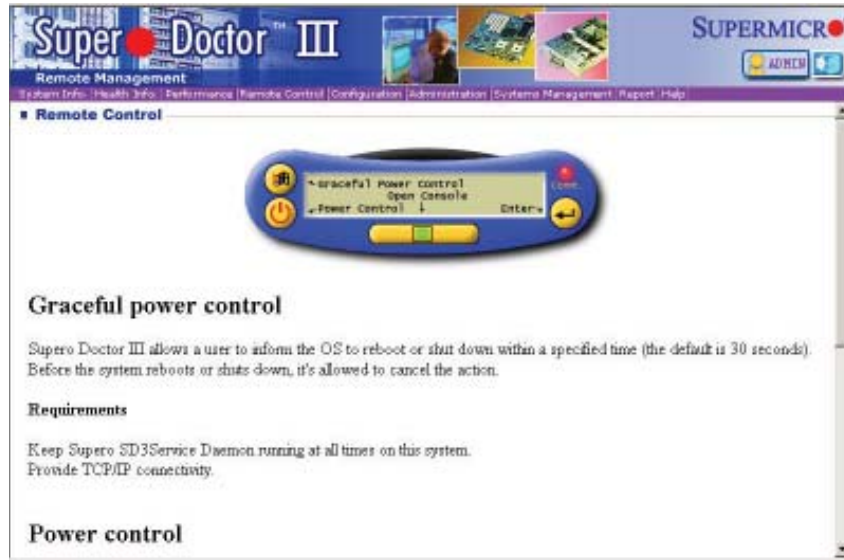 Super Doctor™ III
SUPERMICRO
ADMIN
Remote Management
System Info | Health Info | Performance | Remote Control | Configuration | Administration | Systems Management | Report | Help
Remote Control
Graceful Power Control
Open Console
Power Control
Enter
Graceful power control
Supero Doctor III allows a user to inform the OS to reboot or shut down within a specified time (the default is 30 seconds).
Before the system reboots or shuts down, it's allowed to cancel the action.
Requirements
Keep Supero SD3Service Daemon running at all times on this system.
Provide TCP/IP connectivity.
Power control